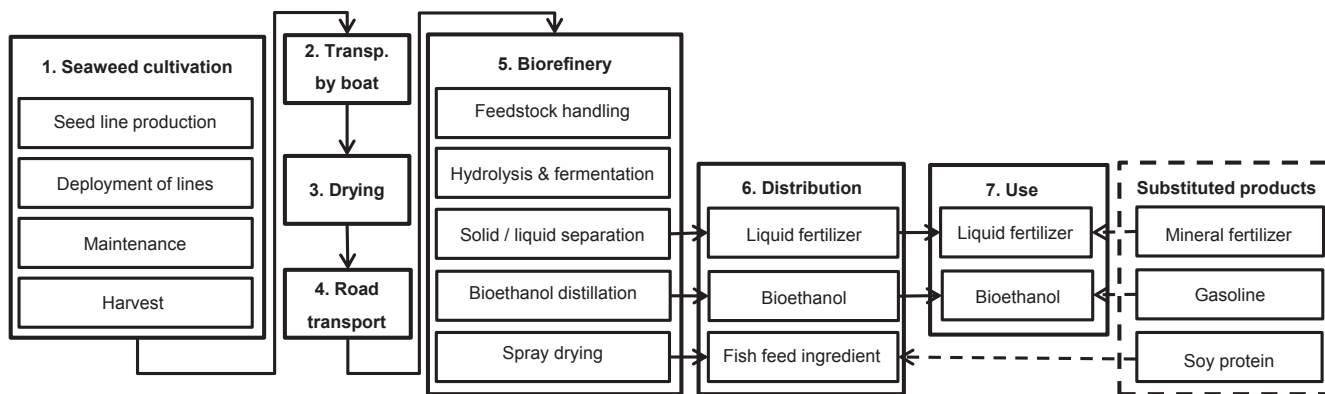 1. Seaweed cultivation
Seed line production
Deployment of lines
Maintenance
Harvest
2. Transp.
by boat
3. Drying
4. Road
transport
5. Biorefinery
Feedstock handling
Hydrolysis & fermentation
Solid / liquid separation
Bioethanol distillation
Spray drying
6. Distribution
Liquid fertilizer
Bioethanol
Fish feed ingredient
7. Use
Liquid fertilizer
Bioethanol
Substituted products
Mineral fertilizer
Gasoline
Soy protein